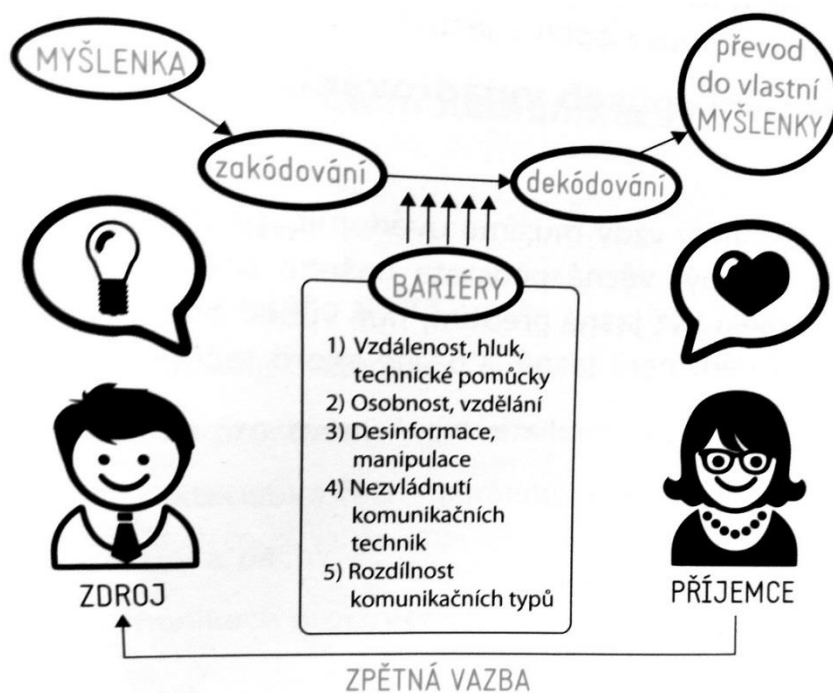 MYŠLENKA
převod
do vlastní
MYŠLENKY
zakódování
dekódování
BARIÉRY
1) Vzdálenost, hluk,
technické pomůcky
2) Osobnost, vzdělání
3) Desinformace,
manipulace
4) Nezvládnutí
komunikačních
technik
5) Rozdílnost
komunikačních typů
ZDROJ
PŘÍJEMCE
ZPĚTNÁ VAZBA